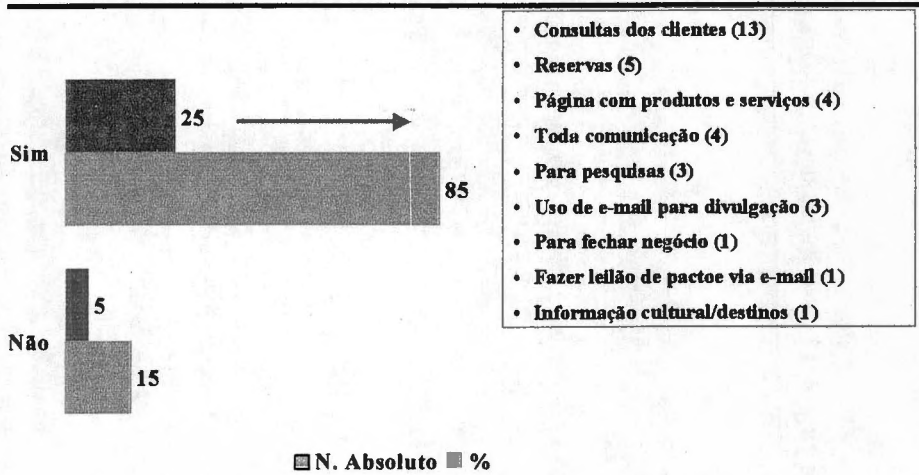 • Consultas dos clientes (13)
• Reservas (5)
• Página com produtos e serviços (4)
• Toda comunicação (4)
• Para pesquisas (3)
• Uso de e-mail para divulgação (3)
• Para fechar negócio (1)
• Fazer leilão de pactoe via e-mail (1)
• Informação cultural/destinos (1)
Sim
25
85
Não
5
15
N. Absoluto %